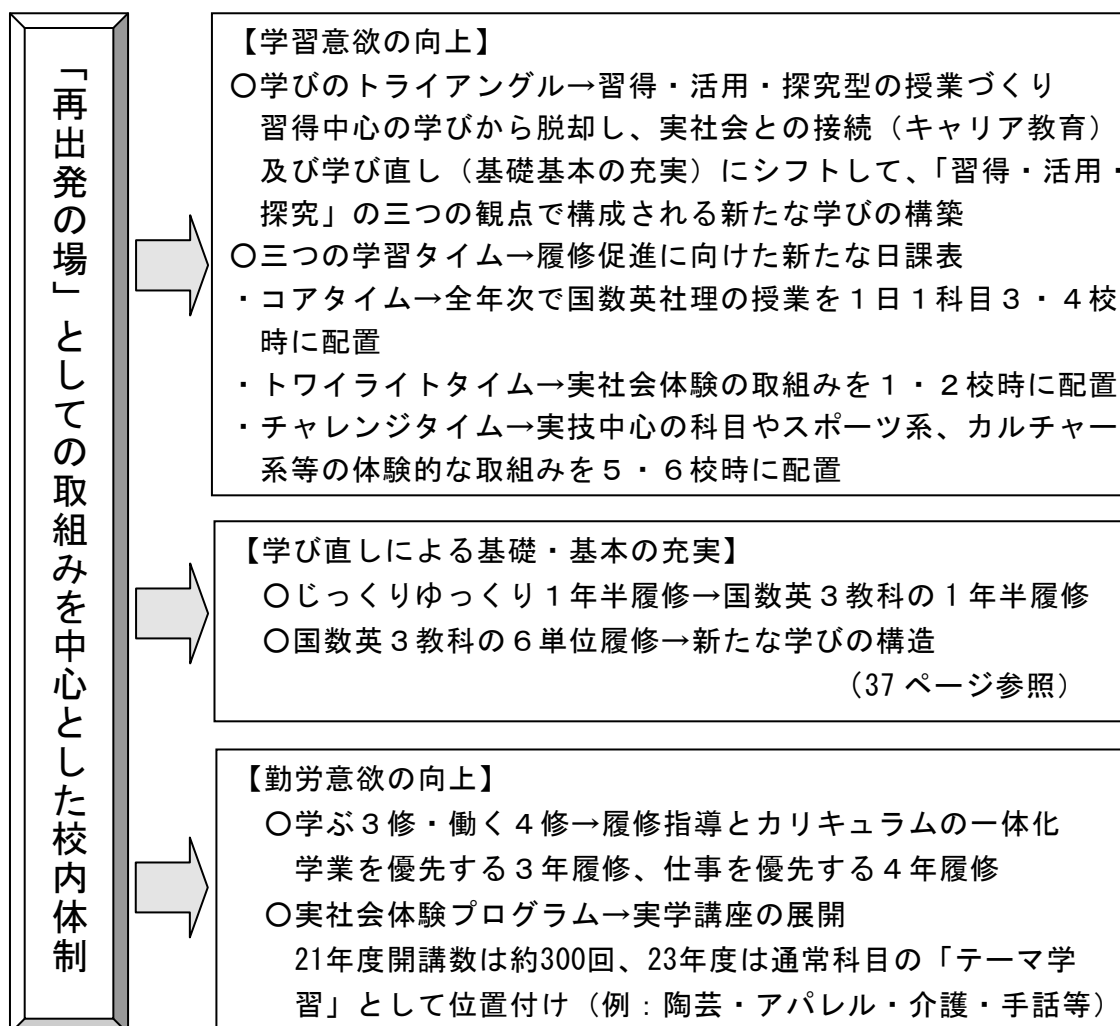 「再出発の場」としての取組みを中心とした校内体制
【学習意欲の向上】
〇学びのトライアングル→習得・活用・探究型の授業づくり
習得中心の学びから脱却し、実社会との接続（キャリア教育）
及び学び直し（基礎基本の充実）にシフトして、「習得・活用・
探究」の三つの観点で構成される新たな学びの構築
〇三つの学習タイム→履修促進に向けた新たな日課表
・コアタイム→全年次で国数英社理の授業を１日１科目３・４校
時に配置
・トワイライトタイム→実社会体験の取組みを１・２校時に配置
・チャレンジタイム→実技中心の科目やスポーツ系、カルチャー
系等の体験的な取組みを５・６校時に配置
【学び直しによる基礎・基本の充実】
〇じっくりゆっくり１年半履修→国数英３教科の１年半履修
〇国数英３教科の６単位履修→新たな学びの構造
（37 ページ参照）
【勤労意欲の向上】
〇学ぶ３修・働く４修→履修指導とカリキュラムの一体化
学業を優先する３年履修、仕事を優先する４年履修
〇実社会体験プログラム→実学講座の展開
21年度開講数は約300回、23年度は通常科目の「テーマ学
習」として位置付け（例：陶芸・アパレル・介護・手話等）